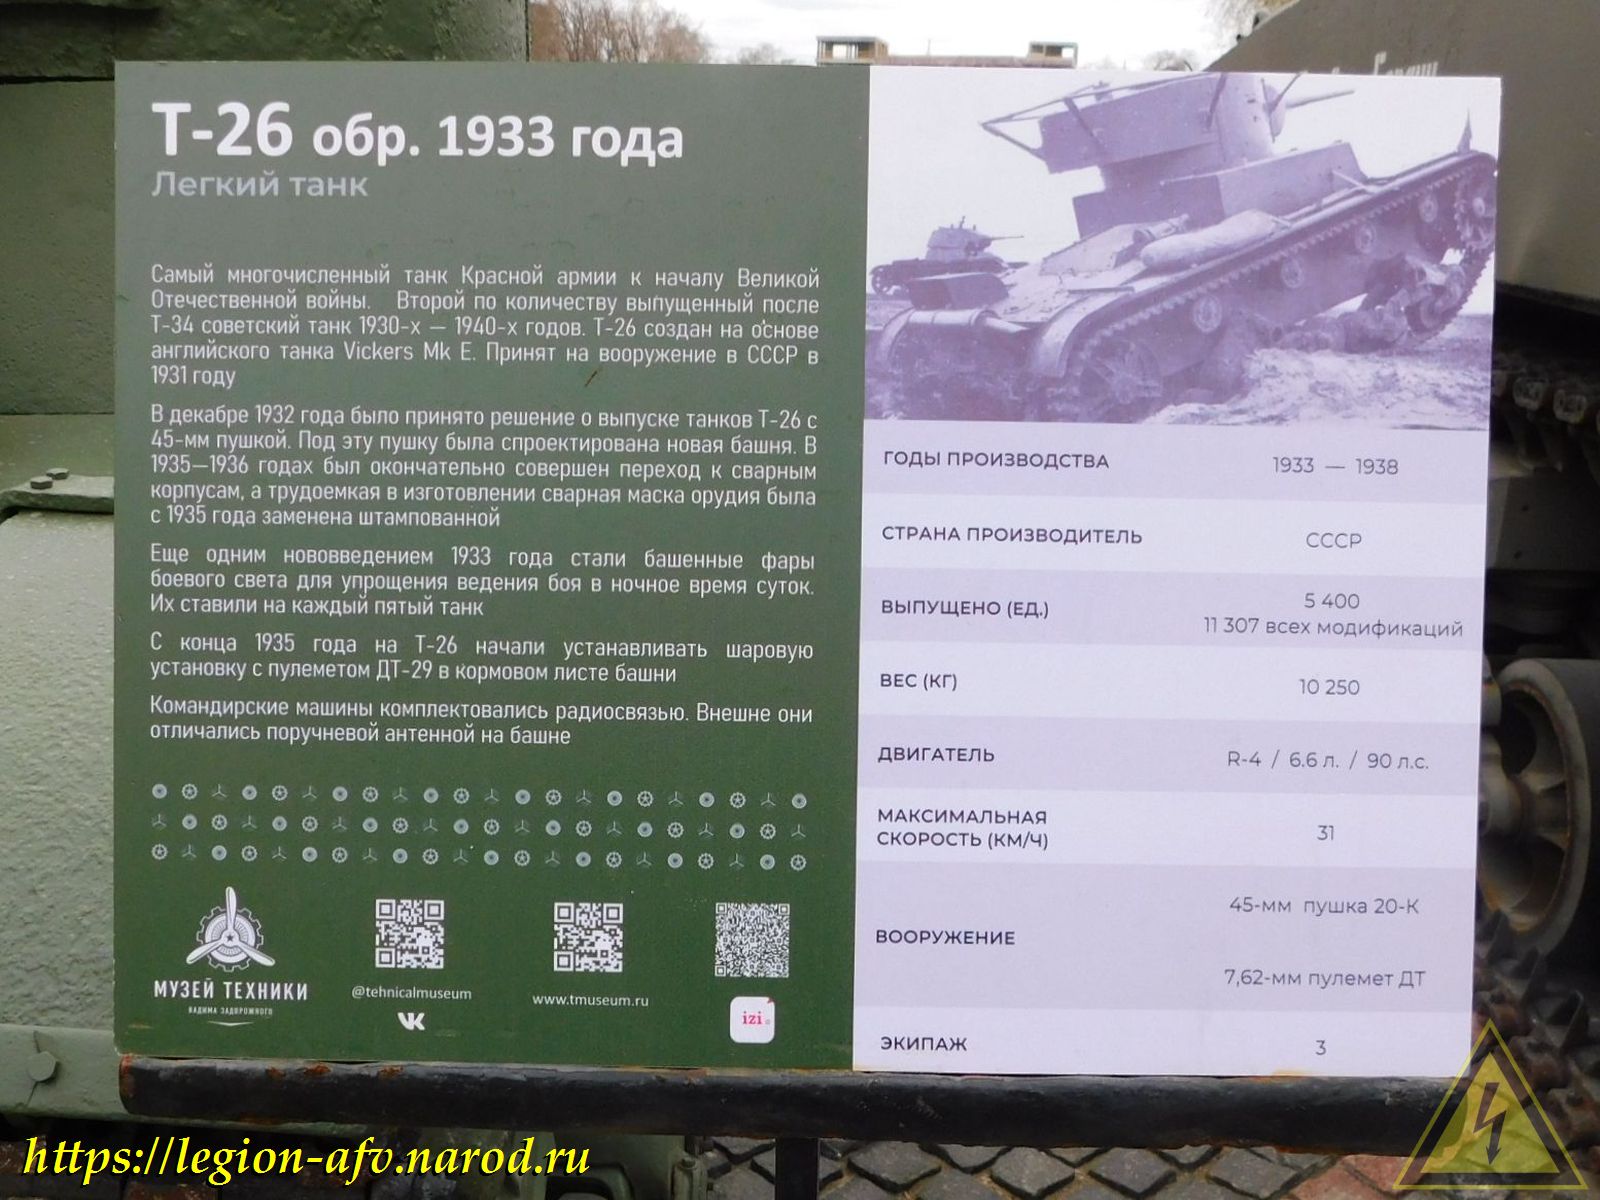 Т-26 обр. 1933 года
Легкий танк
Самый многочисленный танк Красной армии к началу Великой
Отечественной войны. Второй по количеству выпущенный после
Т-34 советский танк 1930-х — 1940-х годов. Т-26 создан на основе
английского танка Vickers Mk E. Принят на вооружение в СССР в
1931 году
В декабре 1932 года было принято решение о выпуске танков Т-26 с
45-мм пушкой. Под эту пушку была спроектирована новая башня. В
1935—1936 годах был окончательно совершен переход к сварным
корпусам, а трудоемкая в изготовлении сварная маска орудия была
с 1935 года заменена штампованной
Еще одним нововведением 1933 года стали башенные фары
боевого света для упрощения ведения боя в ночное время суток.
Их ставили на каждый пятый танк
С конца 1935 года на Т-26 начали устанавливать шаровую
установку с пулеметом ДТ-29 в кормовом листе башни
Командирские машины комплектовались радиосвязью. Внешне они
отличались поручневой антенной на башне
МУЗЕЙ ТЕХНИКИ
ВАДИМА ЗАДОРОЖНОГО
@tehnicalmuseum
www.tmuseum.ru
izi
ГОДЫ ПРОИЗВОДСТВА 1933 — 1938
СТРАНА ПРОИЗВОДИТЕЛЬ СССР
ВЫПУЩЕНО (ЕД.) 5 400
11 307 всех модификаций
ВЕС (КГ) 10 250
ДВИГАТЕЛЬ R-4 / 6.6 л. / 90 л.с.
МАКСИМАЛЬНАЯ
СКОРОСТЬ (КМ/Ч) 31
ВООРУЖЕНИЕ 45-мм пушка 20-К
7,62-мм пулемет ДТ
ЭКИПАЖ 3
https://legion-afv.narod.ru